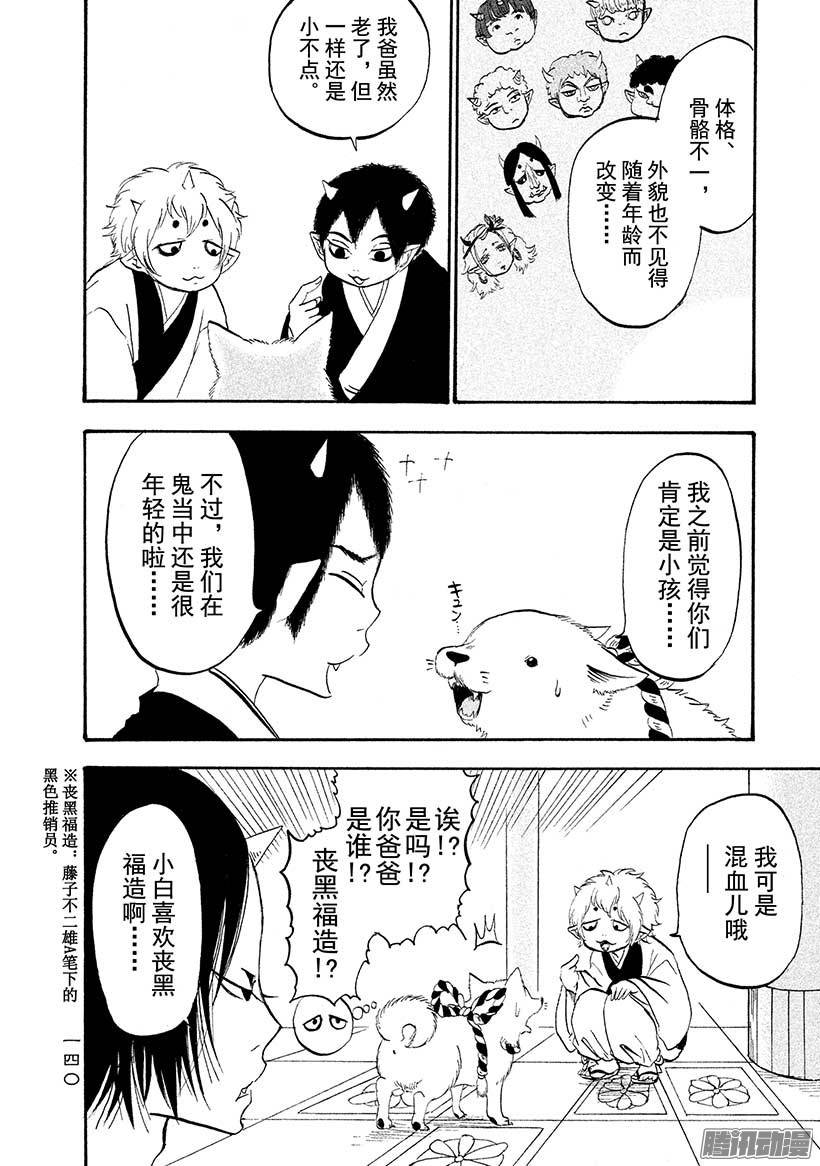 体格、
骨骼不一，
外貌也不见得
随着年龄而
改变……
我爸虽然
老了，但
一样还是
小不点。
我之前觉得你们
肯定是小孩……
キュン…
不过，我们在
鬼当中还是很
年轻的啦……
我可是
混血儿哦
——
诶!?
是吗!?
你爸爸
是谁!?
丧黑福造!?
小白喜欢丧黑
福造啊……
※丧黑福造：藤子不二雄A笔下的
黑色推销员。
一四〇
腾讯动漫